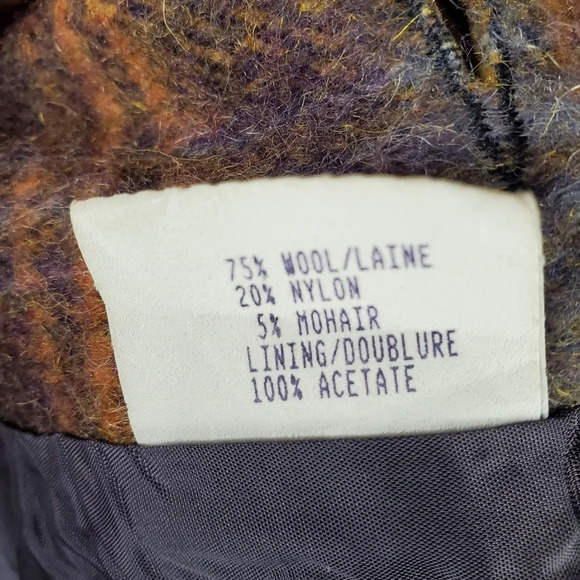 75% WOOL/LAINE
20% NYLON
5% MOHAIR
LINING/DOUBLURE
100% ACETATE